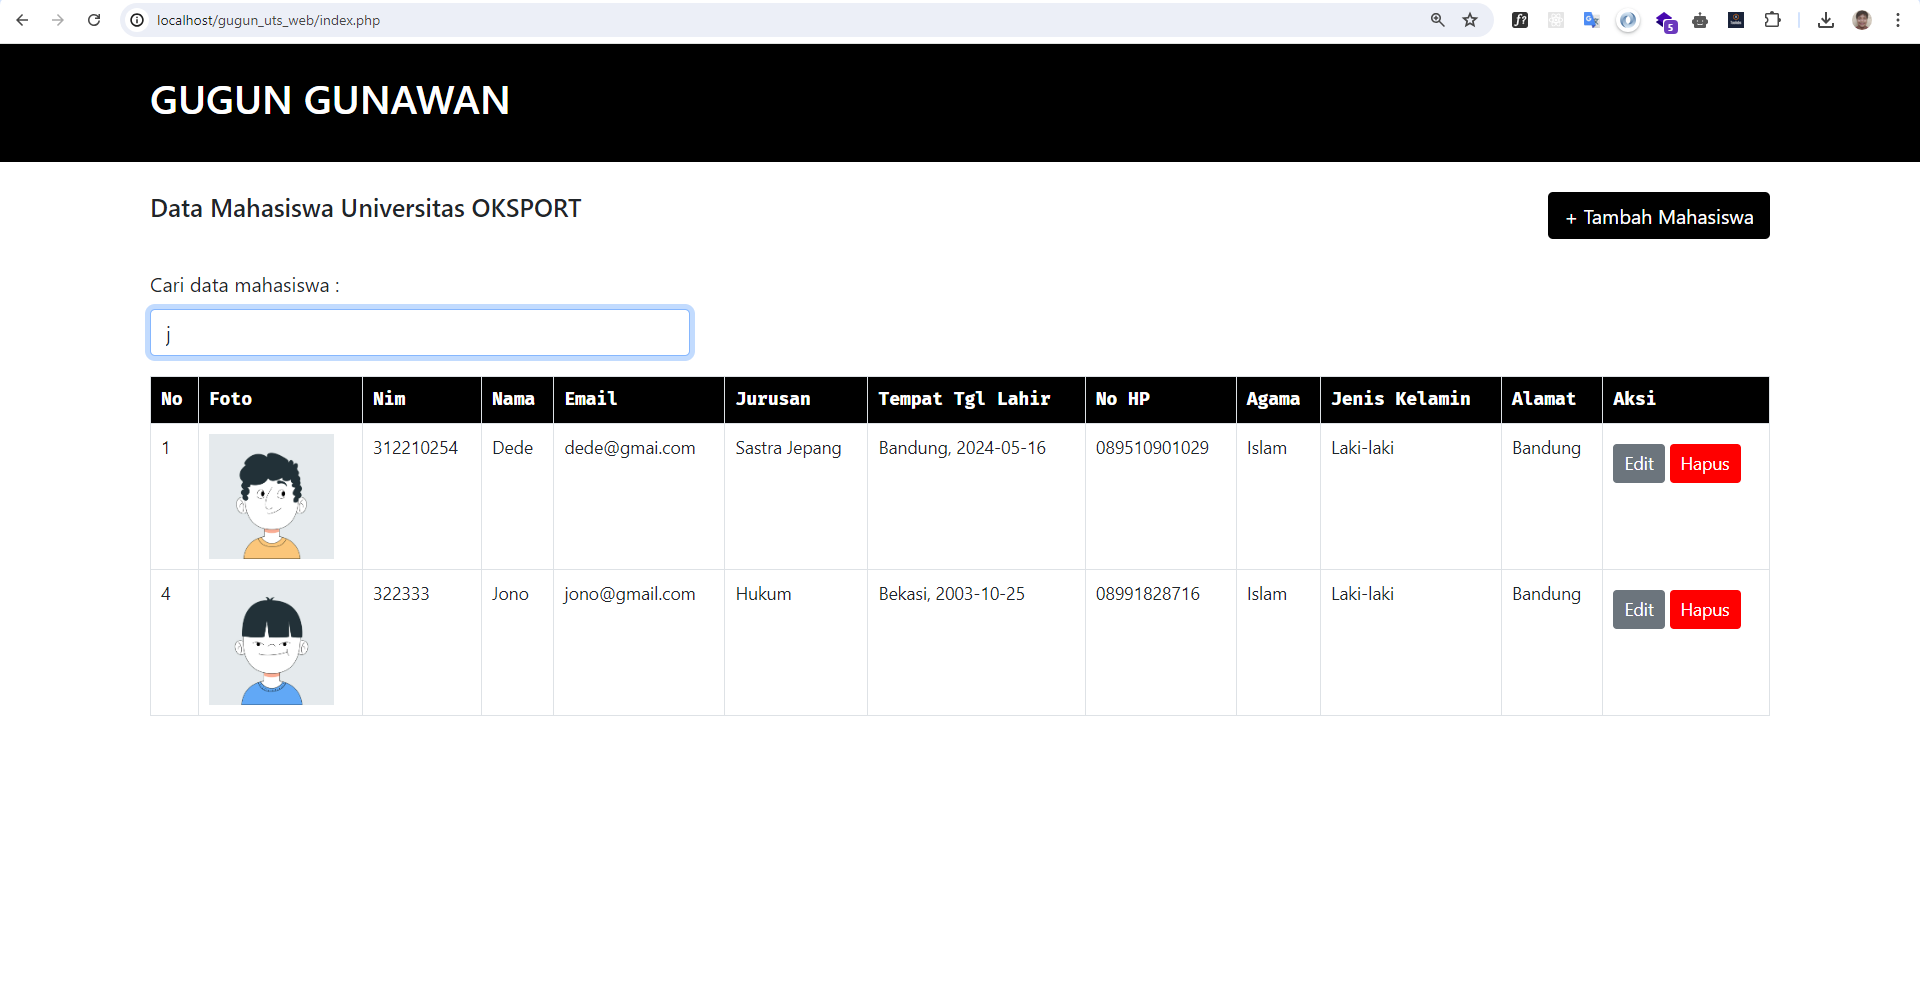 localhost/gugun_uts_web/index.php
5
GUGUN GUNAWAN
Data Mahasiswa Universitas OKSPORT
+ Tambah Mahasiswa
Cari data mahasiswa :
j
No Foto Nim Nama Email Jurusan Tempat Tgl Lahir No HP Agama Jenis Kelamin Alamat Aksi
1 312210254 Dede dede@gmai.com Sastra Jepang Bandung, 2024-05-16 089510901029 Islam Laki-laki Bandung Edit Hapus
4 322333 Jono jono@gmail.com Hukum Bekasi, 2003-10-25 08991828716 Islam Laki-laki Bandung Edit Hapus